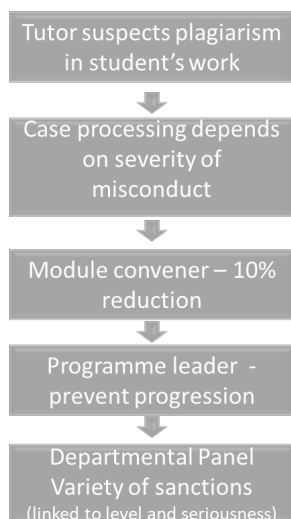 Tutor suspects plagiarism
in student's work
Case processing depends
on severity of
misconduct
Module convener – 10%
reduction
Programme leader -
prevent progression
Departmental Panel
Variety of sanctions
(linked to level and seriousness)